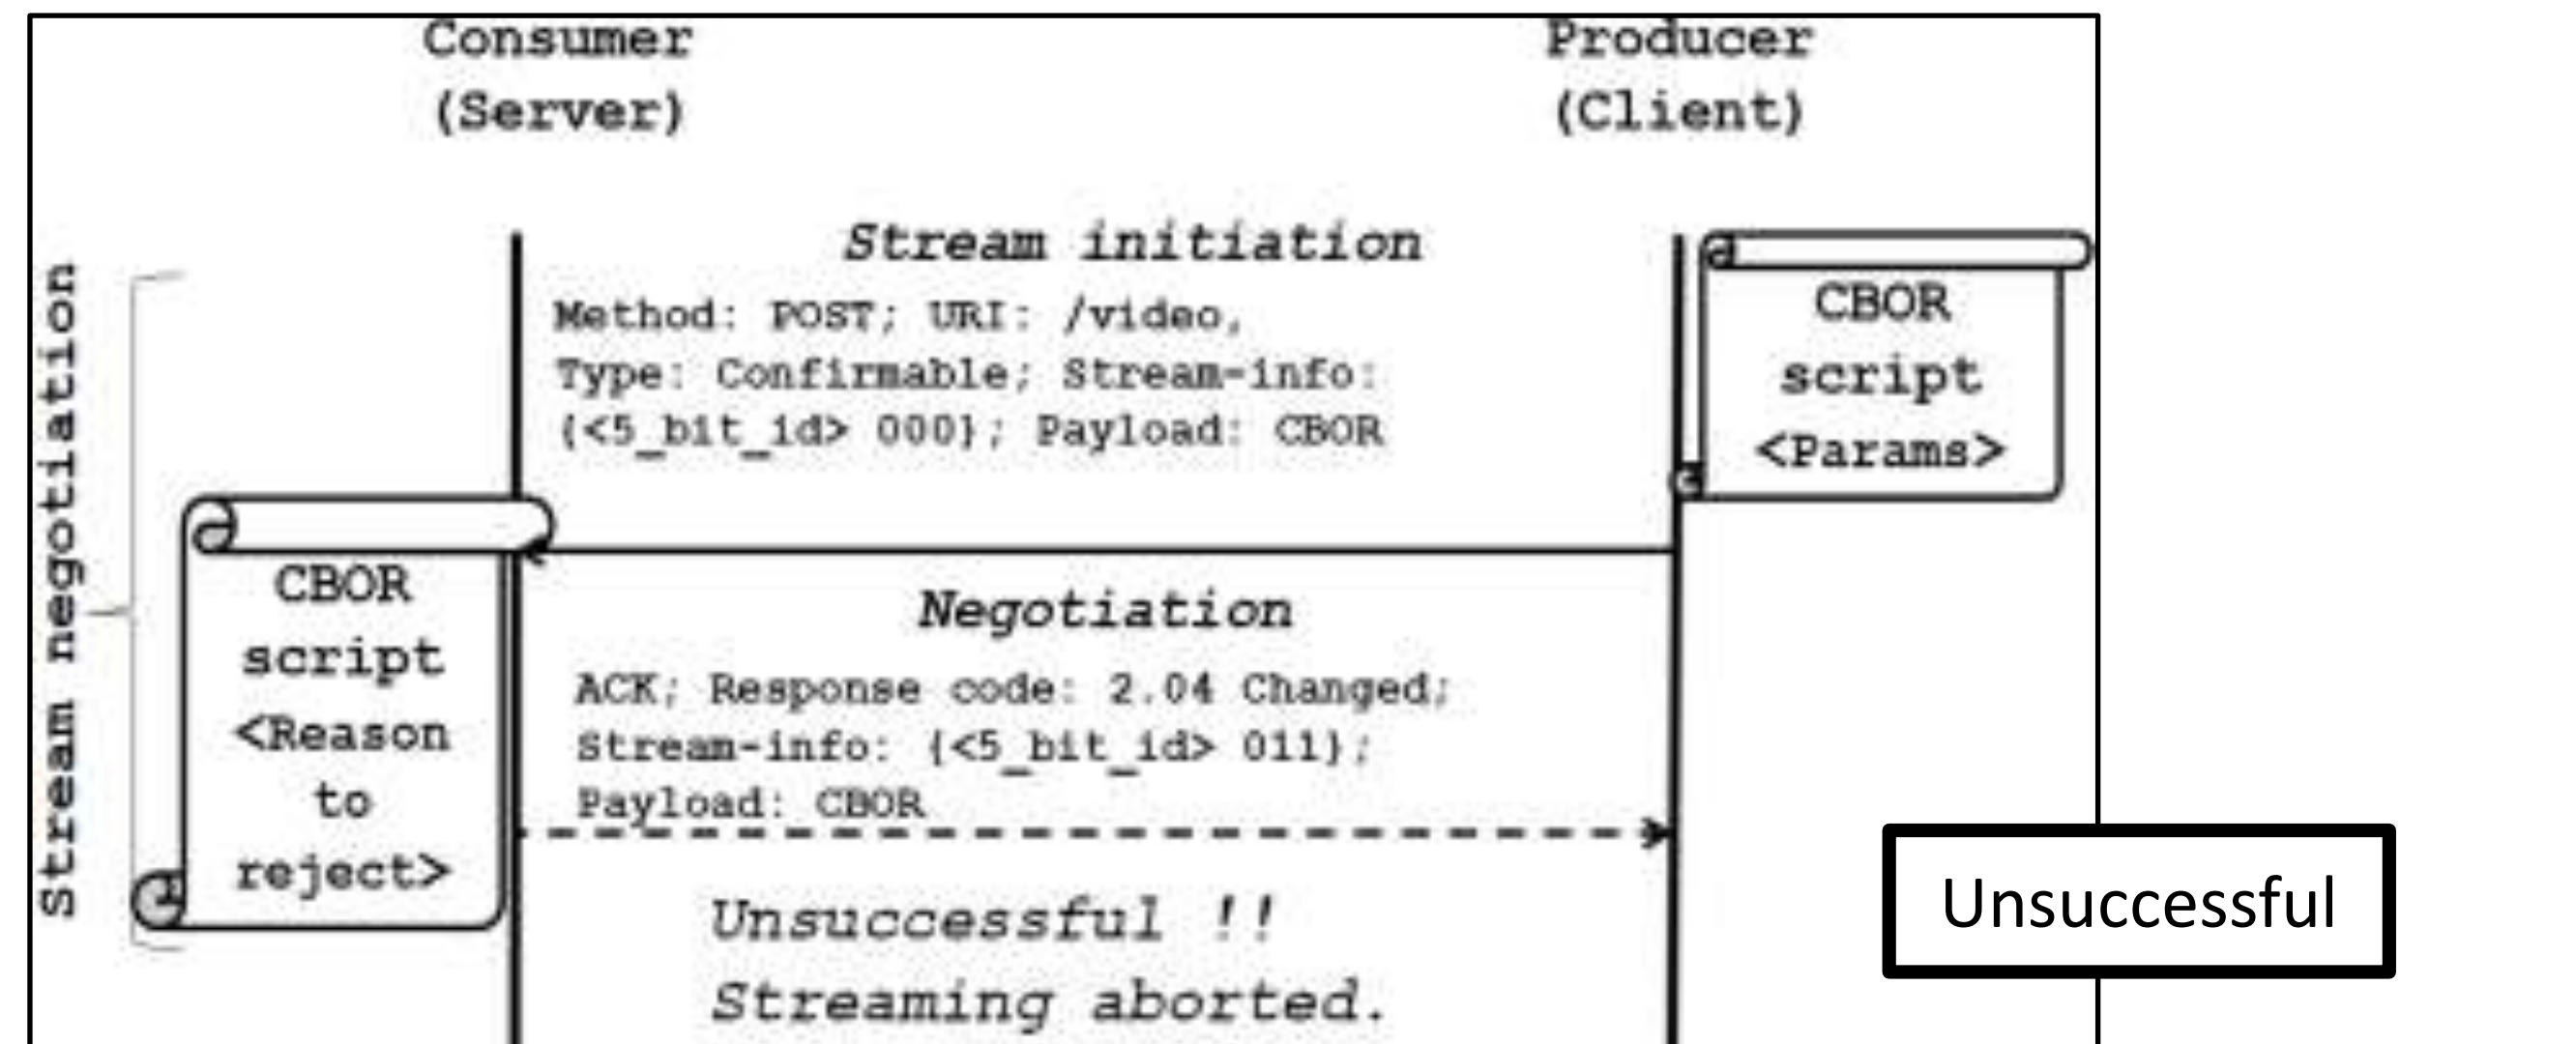 Consumer
(Server)
Producer
(Client)
Stream negotiation
Stream initiation
Method: POST; URI: /video,
Type: Confirmable; Stream-info:
{<5_bit_id> 000}; Payload: CBOR
CBOR
script
<Params>
CBOR
script
<Reason
to
reject>
Negotiation
ACK; Response code: 2.04 Changed;
Stream-info: {<5_bit_id> 011};
Payload: CBOR
Unsuccessful !!
Streaming aborted.
Unsuccessful